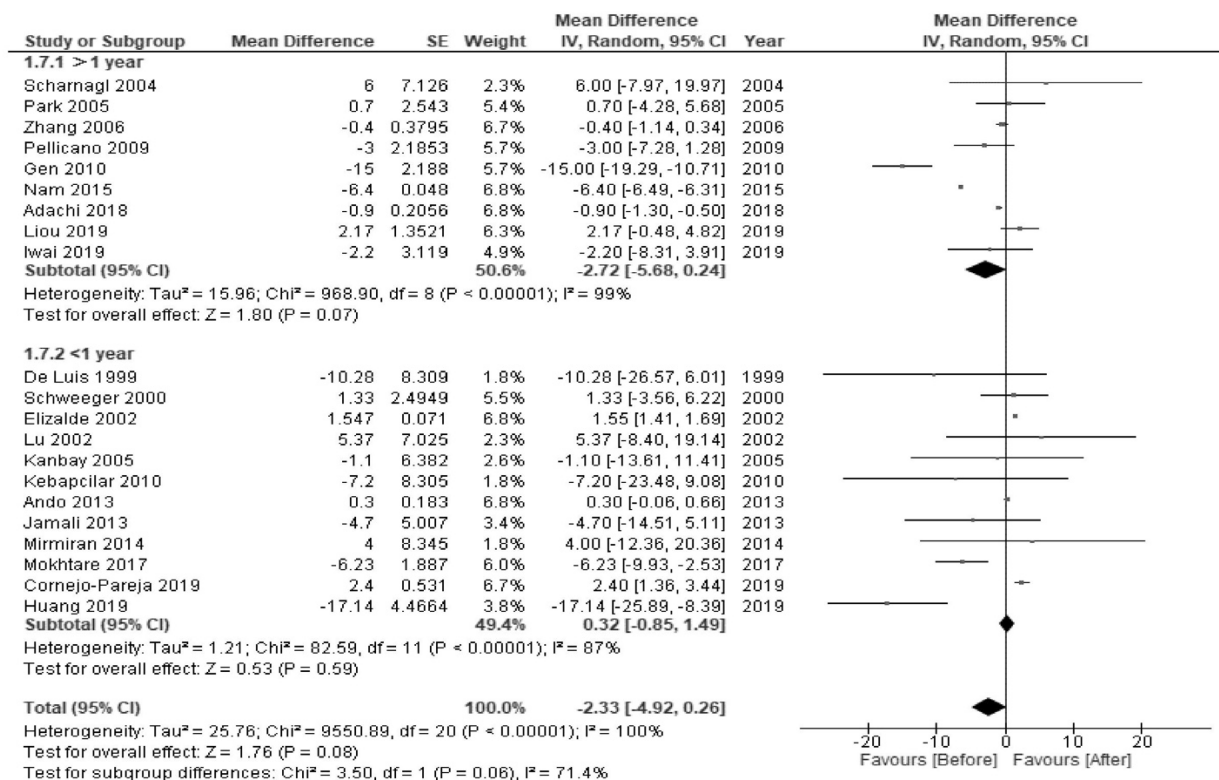 Mean Difference Mean Difference
Study or Subgroup Mean Difference SE Weight IV, Random, 95% CI Year IV, Random, 95% CI
1.7.1 > 1 year
Scharnagl 2004 6 7.126 2.3% 6.00 [-7.97, 19.97] 2004
Park 2005 0.7 2.543 5.4% 0.70 [-4.28, 5.68] 2005
Zhang 2006 -0.4 0.3795 6.7% -0.40 [-1.14, 0.34] 2006
Pellicano 2009 -3 2.1853 5.7% -3.00 [-7.28, 1.28] 2009
Gen 2010 -15 2.188 5.7% -15.00 [-19.29, -10.71] 2010
Nam 2015 -6.4 0.048 6.8% -6.40 [-6.49, -6.31] 2015
Adachi 2018 -0.9 0.2056 6.8% -0.90 [-1.30, -0.50] 2018
Liou 2019 2.17 1.3521 6.3% 2.17 [-0.48, 4.82] 2019
Iwai 2019 -2.2 3.119 4.9% -2.20 [-8.31, 3.91] 2019
Subtotal (95% CI) 50.6% -2.72 [-5.68, 0.24]
Heterogeneity: Tau² = 15.96; Chi² = 968.90, df = 8 (P < 0.00001); I² = 99%
Test for overall effect: Z = 1.80 (P = 0.07)
1.7.2 <1 year
De Luis 1999 -10.28 8.309 1.8% -10.28 [-26.57, 6.01] 1999
Schweeger 2000 1.33 2.4949 5.5% 1.33 [-3.56, 6.22] 2000
Elizalde 2002 1.547 0.071 6.8% 1.55 [1.41, 1.69] 2002
Lu 2002 5.37 7.025 2.3% 5.37 [-8.40, 19.14] 2002
Kanbay 2005 -1.1 6.382 2.6% -1.10 [-13.61, 11.41] 2005
Kebapcilar 2010 -7.2 8.305 1.8% -7.20 [-23.48, 9.08] 2010
Ando 2013 0.3 0.183 6.8% 0.30 [-0.06, 0.66] 2013
Jamali 2013 -4.7 5.007 3.4% -4.70 [-14.51, 5.11] 2013
Mirmiran 2014 4 8.345 1.8% 4.00 [-12.36, 20.36] 2014
Mokhtare 2017 -6.23 1.887 6.0% -6.23 [-9.93, -2.53] 2017
Cornejo-Pareja 2019 2.4 0.531 6.7% 2.40 [1.36, 3.44] 2019
Huang 2019 -17.14 4.4664 3.8% -17.14 [-25.89, -8.39] 2019
Subtotal (95% CI) 49.4% 0.32 [-0.85, 1.49]
Heterogeneity: Tau² = 1.21; Chi² = 82.59, df = 11 (P < 0.00001); I² = 87%
Test for overall effect: Z = 0.53 (P = 0.59)
Total (95% CI) 100.0% -2.33 [-4.92, 0.26]
Heterogeneity: Tau² = 25.76; Chi² = 9550.89, df = 20 (P < 0.00001); I² = 100%
Test for overall effect: Z = 1.76 (P = 0.08)
Test for subgroup differences: Chi² = 3.50, df = 1 (P = 0.06), I² = 71.4%
-20 -10 0 10 20
Favours [Before] Favours [After]